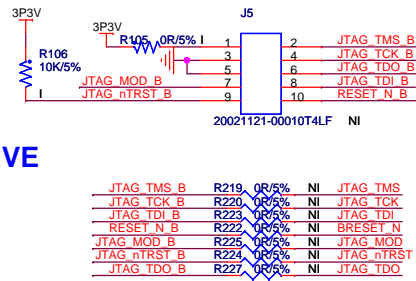 3P3V
3P3V
J5
R106
10K/5%
I
R105 0R/5% I
1 2 JTAG_TMS_B
3 4 JTAG_TCK_B
5 6 JTAG_TDO_B
JTAG_MOD_B 7 8 JTAG_TDI_B
JTAG_nTRST_B 9 10 RESET_N_B
20021121-00010T4LF NI
VE
JTAG_TMS_B R219 0R/5% NI JTAG_TMS
JTAG_TCK_B R220 0R/5% NI JTAG_TCK
JTAG_TDI_B R223 0R/5% NI JTAG_TDI
RESET_N_B R222 0R/5% NI BRESET_N
JTAG_MOD_B R225 0R/5% NI JTAG_MOD
JTAG_nTRST_B R224 0R/5% NI JTAG_nTRST
JTAG_TDO_B R227 0R/5% NI JTAG_TDO